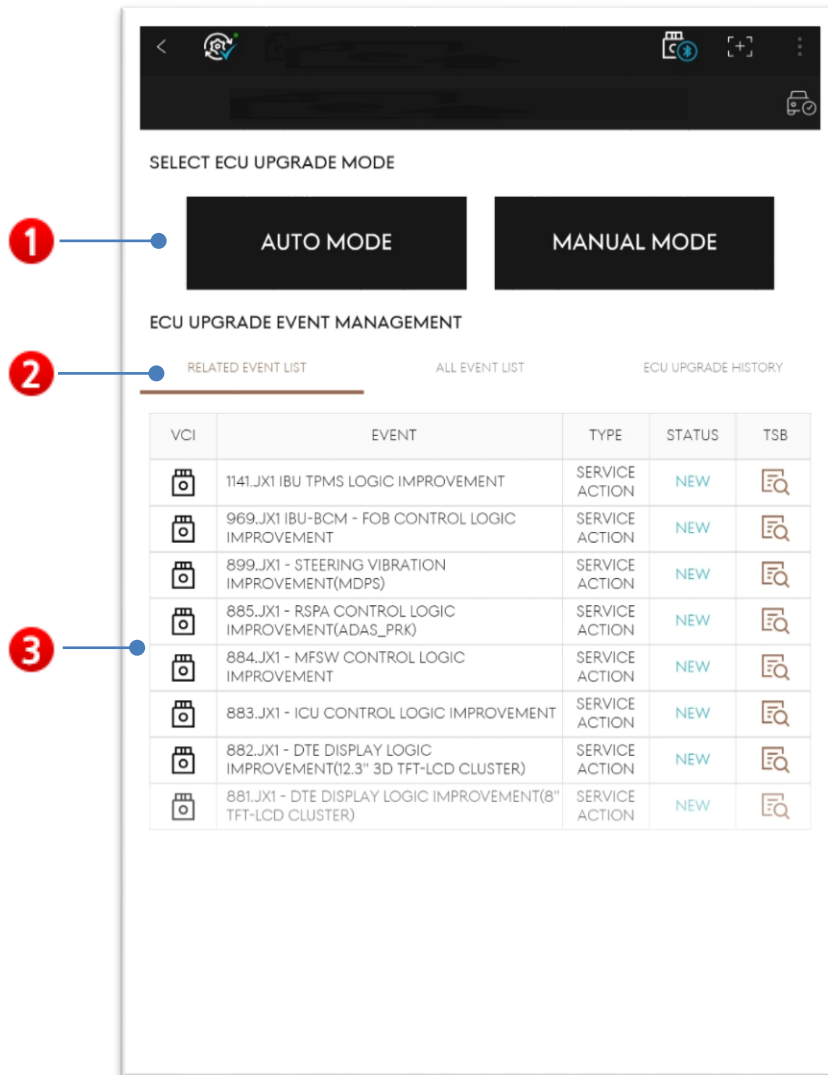 SELECT ECU UPGRADE MODE
1
AUTO MODE
MANUAL MODE
ECU UPGRADE EVENT MANAGEMENT
2
RELATED EVENT LIST
ALL EVENT LIST
ECU UPGRADE HISTORY
VCI
EVENT
TYPE
STATUS
TSB
1141.JX1 IBU TPMS LOGIC IMPROVEMENT
SERVICE
ACTION
NEW
969.JX1 IBU-BCM - FOB CONTROL LOGIC
IMPROVEMENT
SERVICE
ACTION
NEW
899.JX1 - STEERING VIBRATION
IMPROVEMENT(MDPS)
SERVICE
ACTION
NEW
885.JX1 - RSPA CONTROL LOGIC
IMPROVEMENT(ADAS_PRK)
SERVICE
ACTION
NEW
3
884.JX1 - MFSW CONTROL LOGIC
IMPROVEMENT
SERVICE
ACTION
NEW
883.JX1 - ICU CONTROL LOGIC IMPROVEMENT
SERVICE
ACTION
NEW
882.JX1 - DTE DISPLAY LOGIC
IMPROVEMENT(12.3" 3D TFT-LCD CLUSTER)
SERVICE
ACTION
NEW
881.JX1 - DTE DISPLAY LOGIC IMPROVEMENT(8"
TFT-LCD CLUSTER)
SERVICE
ACTION
NEW